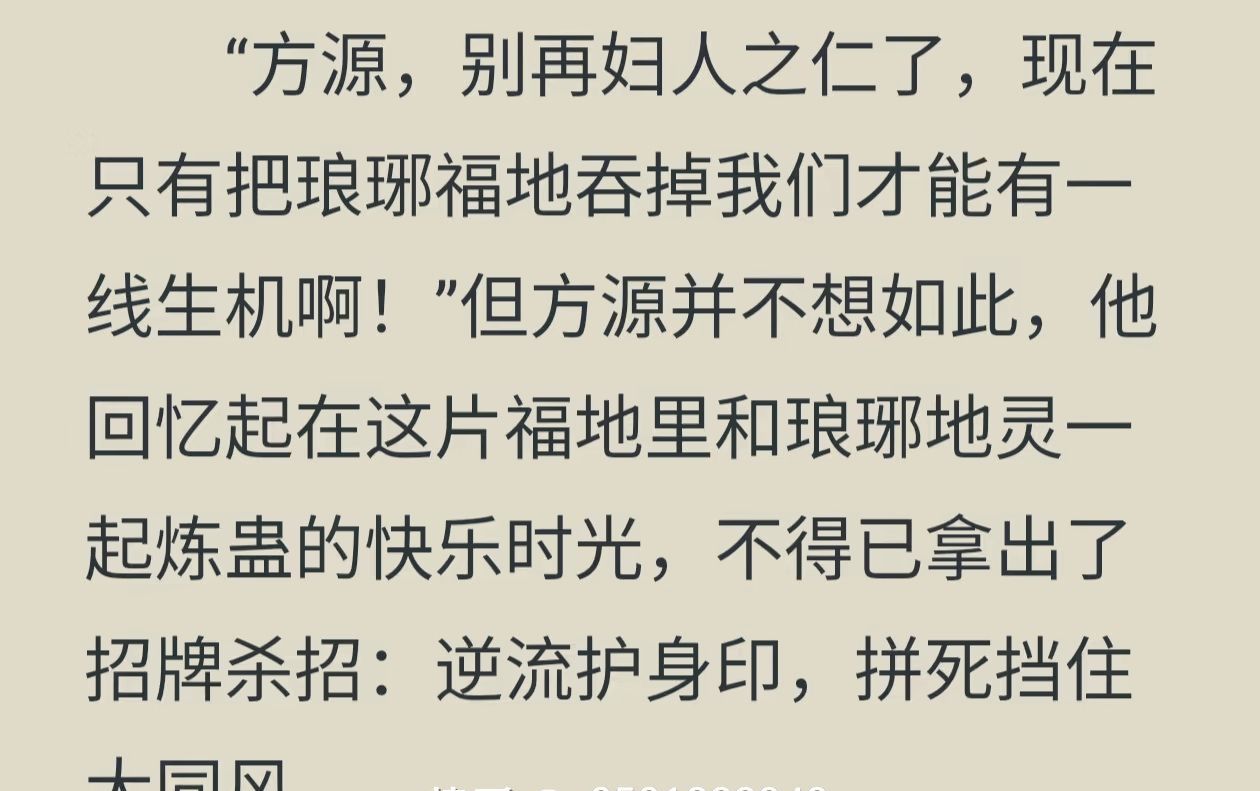 “方源，别再妇人之仁了，现在
只有把琅琊福地吞掉我们才能有一
线生机啊！”但方源并不想如此，他
回忆起在这片福地里和琅琊地灵一
起炼蛊的快乐时光，不得已拿出了
招牌杀招：逆流护身印，拼死挡住
大同风